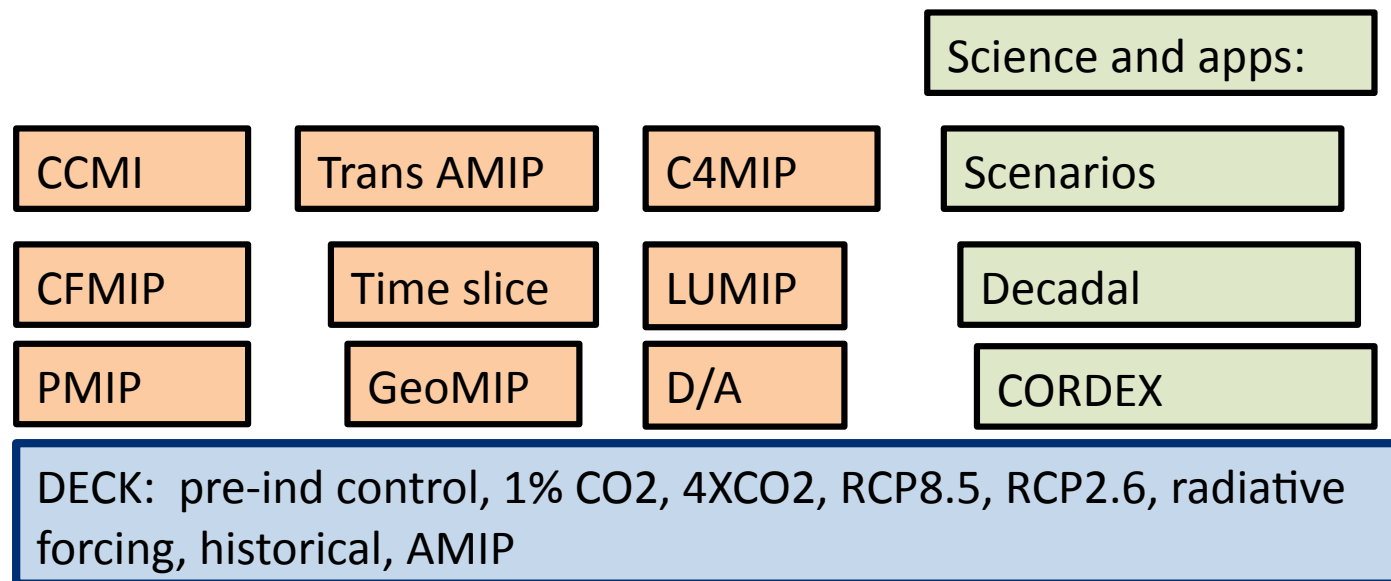 Science and apps:
CCMI
Trans AMIP
C4MIP
Scenarios
CFMIP
Time slice
LUMIP
Decadal
PMIP
GeoMIP
D/A
CORDEX
DECK:  pre-ind control, 1% CO2, 4XCO2, RCP8.5, RCP2.6, radiative
forcing, historical, AMIP